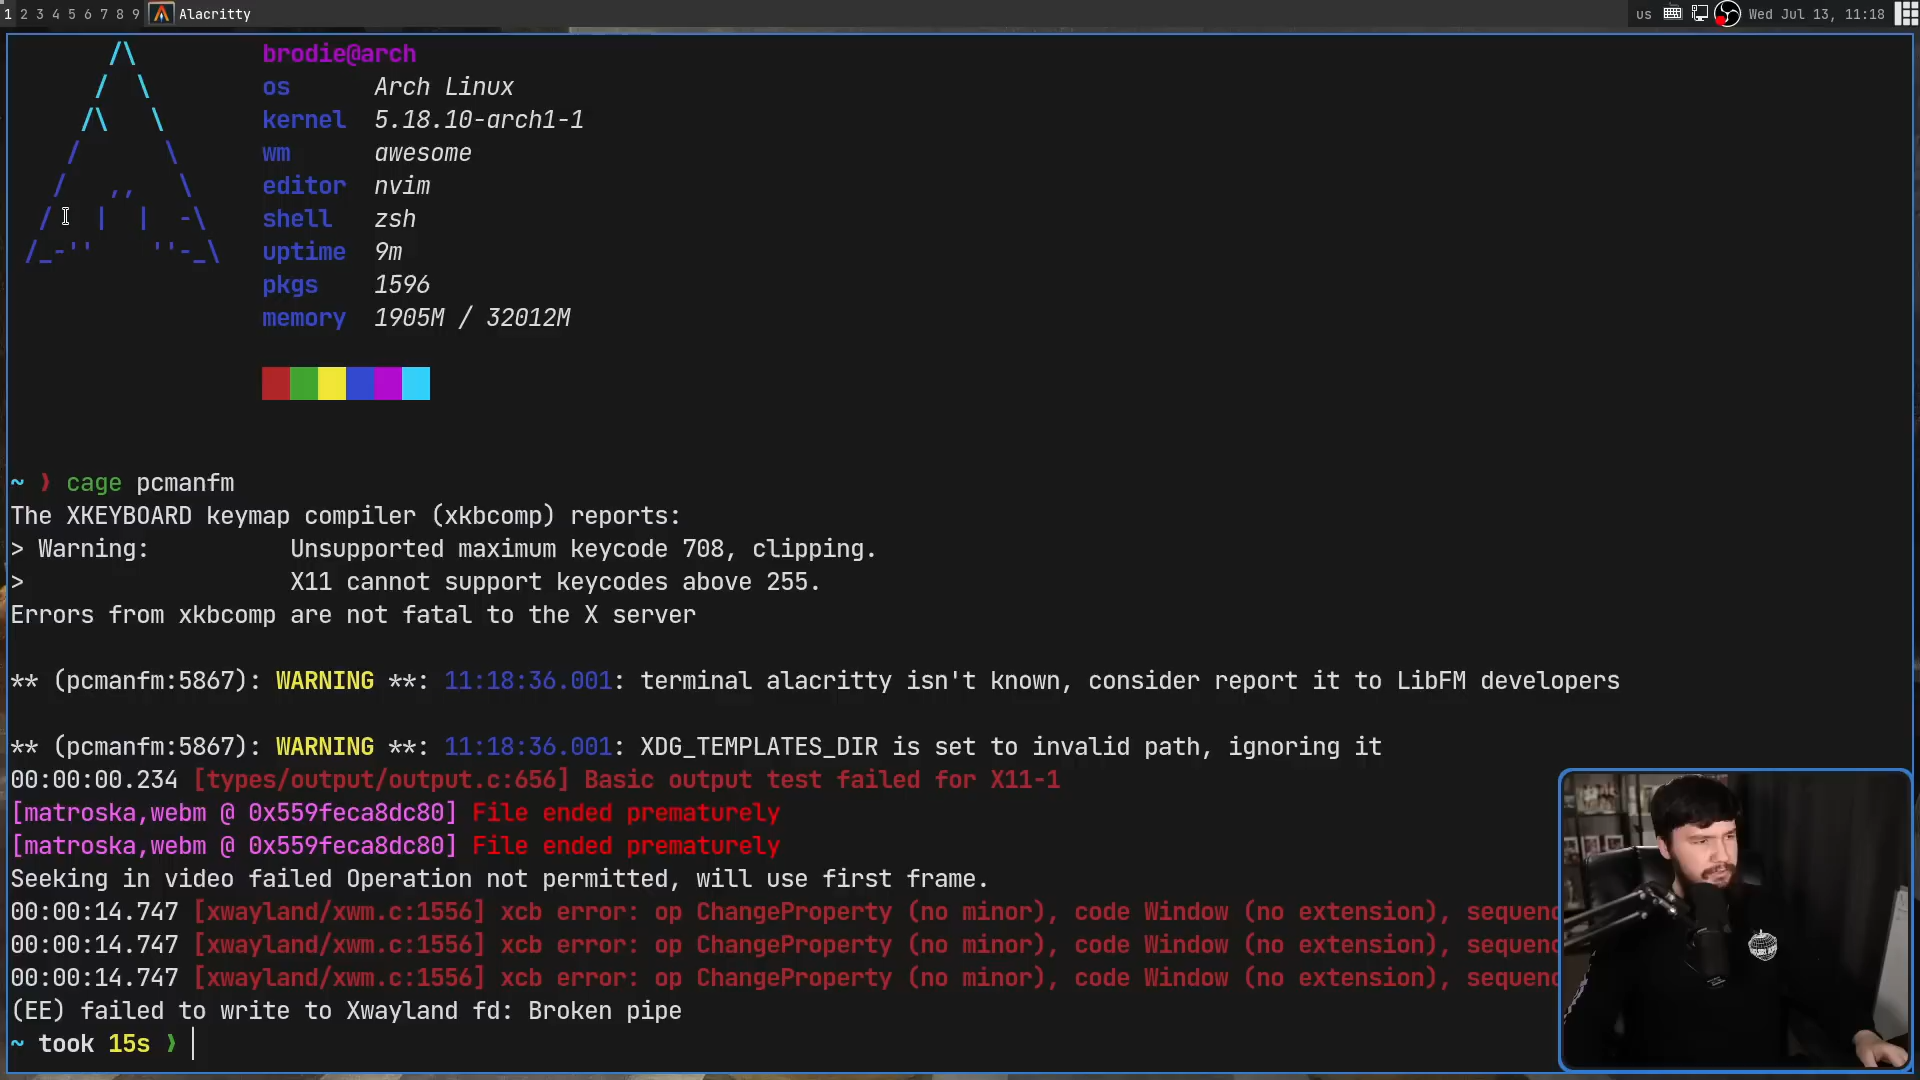 1 2 3 4 5 6 7 8 9 Alacritty us Wed Jul 13, 11:18
brodie@arch
os Arch Linux
kernel 5.18.10-arch1-1
wm awesome
editor nvim
shell zsh
uptime 9m
pkgs 1596
memory 1905M / 32012M
~ ❯ cage pcmanfm
The XKEYBOARD keymap compiler (xkbcomp) reports:
> Warning:          Unsupported maximum keycode 708, clipping.
>                   X11 cannot support keycodes above 255.
Errors from xkbcomp are not fatal to the X server
** (pcmanfm:5867): WARNING **: 11:18:36.001: terminal alacritty isn't known, consider report it to LibFM developers
** (pcmanfm:5867): WARNING **: 11:18:36.001: XDG_TEMPLATES_DIR is set to invalid path, ignoring it
00:00:00.234 [types/output/output.c:656] Basic output test failed for X11-1
[matroska,webm @ 0x559feca8dc80] File ended prematurely
[matroska,webm @ 0x559feca8dc80] File ended prematurely
Seeking in video failed Operation not permitted, will use first frame.
00:00:14.747 [xwayland/xwm.c:1556] xcb error: op ChangeProperty (no minor), code Window (no extension), sequenc
00:00:14.747 [xwayland/xwm.c:1556] xcb error: op ChangeProperty (no minor), code Window (no extension), sequenc
00:00:14.747 [xwayland/xwm.c:1556] xcb error: op ChangeProperty (no minor), code Window (no extension), sequenc
(EE) failed to write to Xwayland fd: Broken pipe
~ took 15s ❯